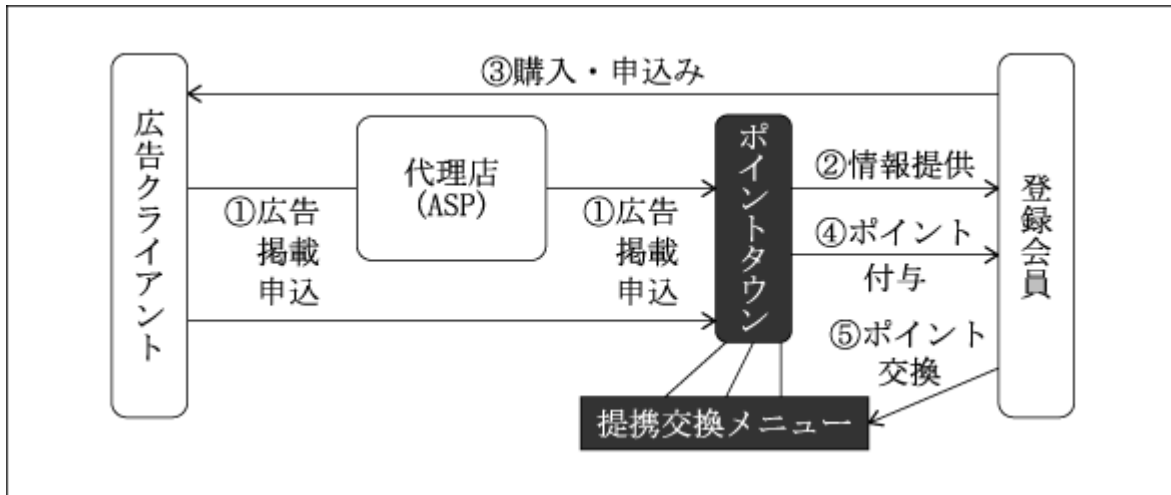 ③購入・申込み
広告クライアント
代理店
(ASP)
ポイントタウン
登録会員
①広告
掲載
申込
①広告
掲載
申込
②情報提供
④ポイント
付与
⑤ポイント
交換
提携交換メニュー